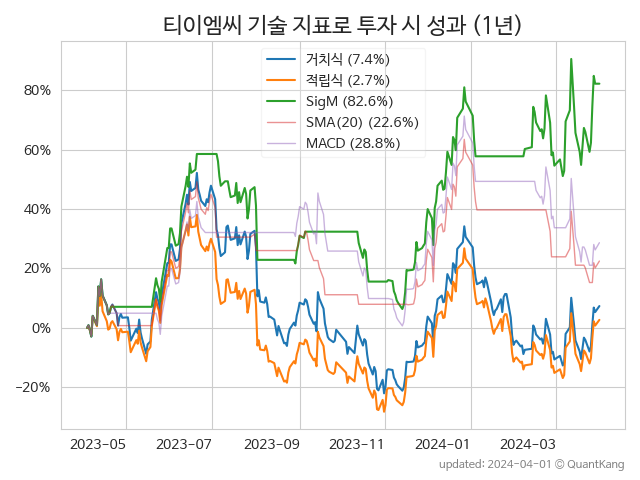 티이엠씨 기술 지표로 투자 시 성과 (1년)
거치식 (7.4%)
적립식 (2.7%)
SigM (82.6%)
SMA(20) (22.6%)
MACD (28.8%)
80%
60%
40%
20%
0%
−20%
2023-05 2023-07 2023-09 2023-11 2024-01 2024-03
updated: 2024-04-01 @ QuantKang